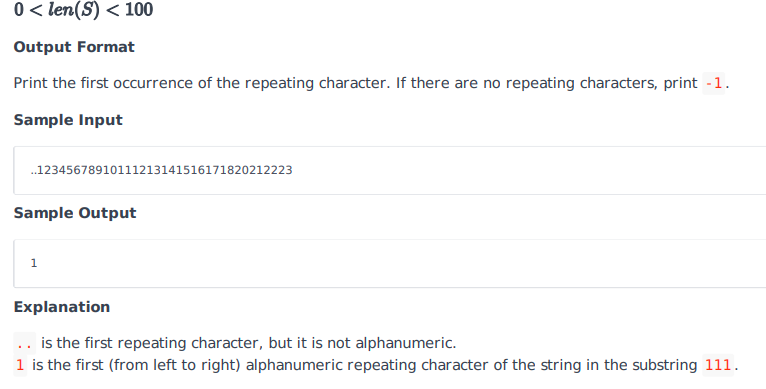 0 < len(S) < 100
Output Format
Print the first occurrence of the repeating character. If there are no repeating characters, print -1.
Sample Input
..12345678910111213141516171820212223
Sample Output
1
Explanation
.. is the first repeating character, but it is not alphanumeric.
1 is the first (from left to right) alphanumeric repeating character of the string in the substring 111.